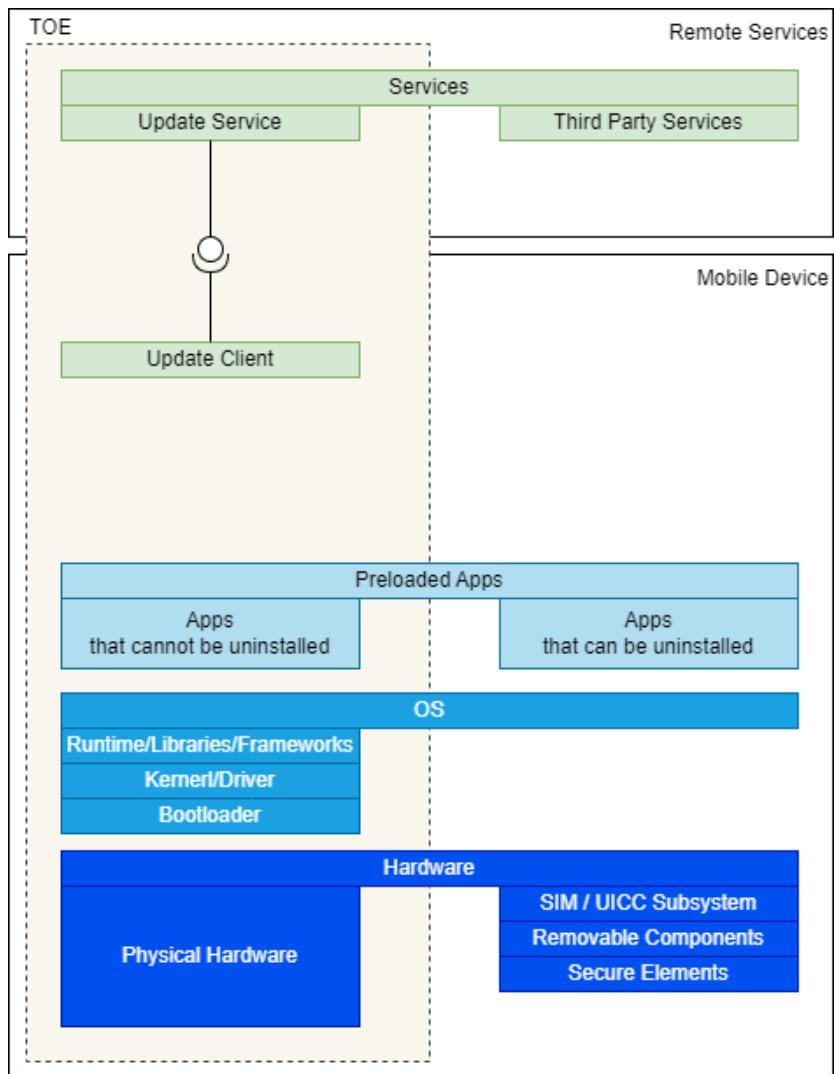 TOE
Remote Services
Services
Update Service
Third Party Services
Mobile Device
Update Client
Preloaded Apps
Apps
that cannot be uninstalled
Apps
that can be uninstalled
OS
Runtime/Libraries/Frameworks
Kernerl/Driver
Bootloader
Hardware
Physical Hardware
SIM / UICC Subsystem
Removable Components
Secure Elements